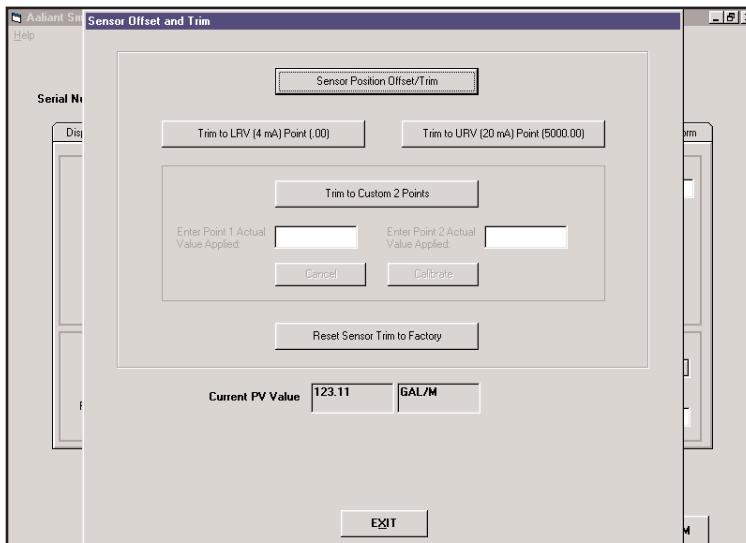 Aaliant Sm
Sensor Offset and Trim
Help
Sensor Position Offset/Trim
Serial Nu
Trim to LRV (4 mA) Point (.00)
Trim to URV (20 mA) Point (5000.00)
Disp
orm
Trim to Custom 2 Points
Enter Point 1 Actual
Value Applied:
Enter Point 2 Actual
Value Applied:
Cancel
Calibrate
Reset Sensor Trim to Factory
Current PV Value
123.11
GAL/M
EXIT
M